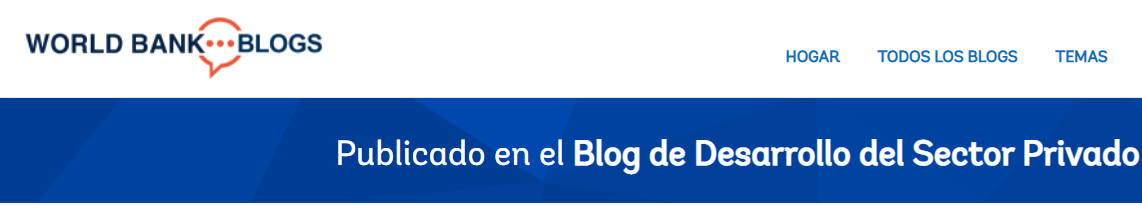 WORLD BANK BLOGS
HOGAR TODOS LOS BLOGS TEMAS
Publicado en el Blog de Desarrollo del Sector Privado